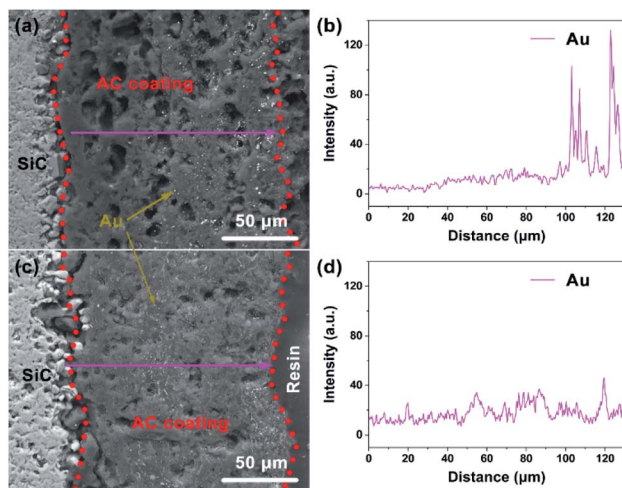 (a)
AC coating
SiC
Au
50 μm
(b)
Au
Intensity (a.u.)
120
80
40
0
0 20 40 60 80 100 120
Distance (μm)
(c)
SiC
Resin
AC coating
50 μm
(d)
Au
Intensity (a.u.)
120
80
40
0
0 20 40 60 80 100 120
Distance (μm)